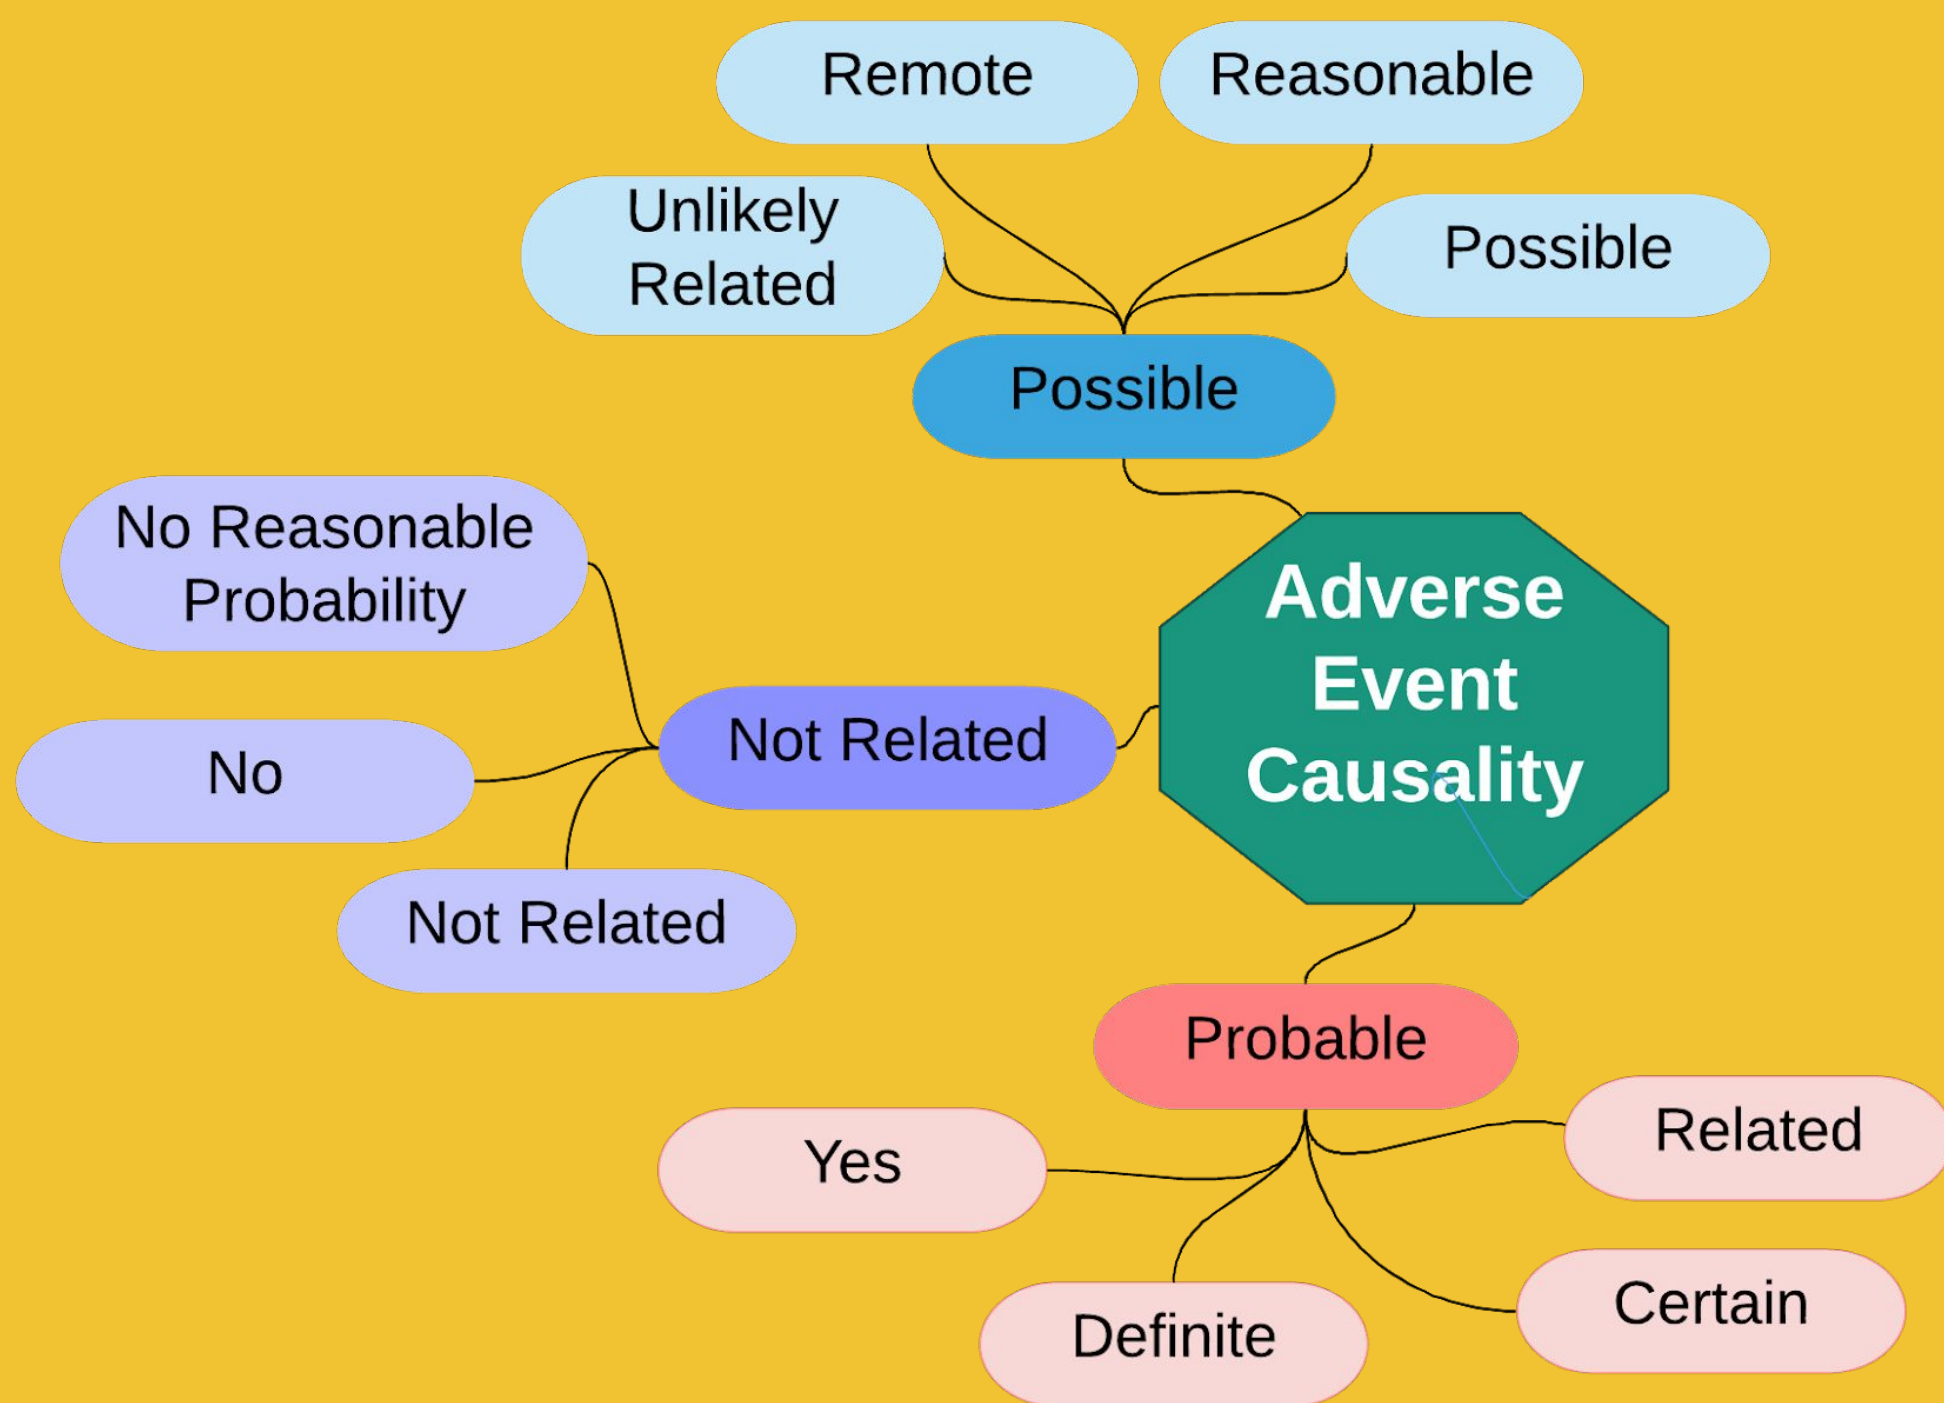 Remote
Reasonable
Unlikely
Related
Possible
Possible
No Reasonable
Probability
Adverse
Event
Causality
Not Related
No
Not Related
Probable
Related
Yes
Certain
Definite